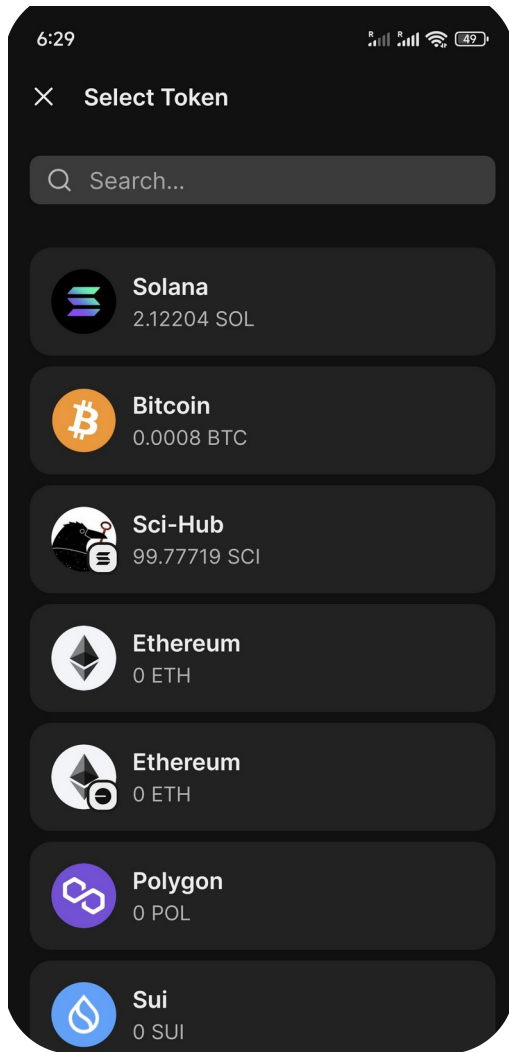 6:29
R R 49
Select Token
Search...
Solana
2.12204 SOL
Bitcoin
0.0008 BTC
Sci-Hub
99.77719 SCI
Ethereum
0 ETH
Ethereum
0 ETH
Polygon
0 POL
Sui
0 SUI